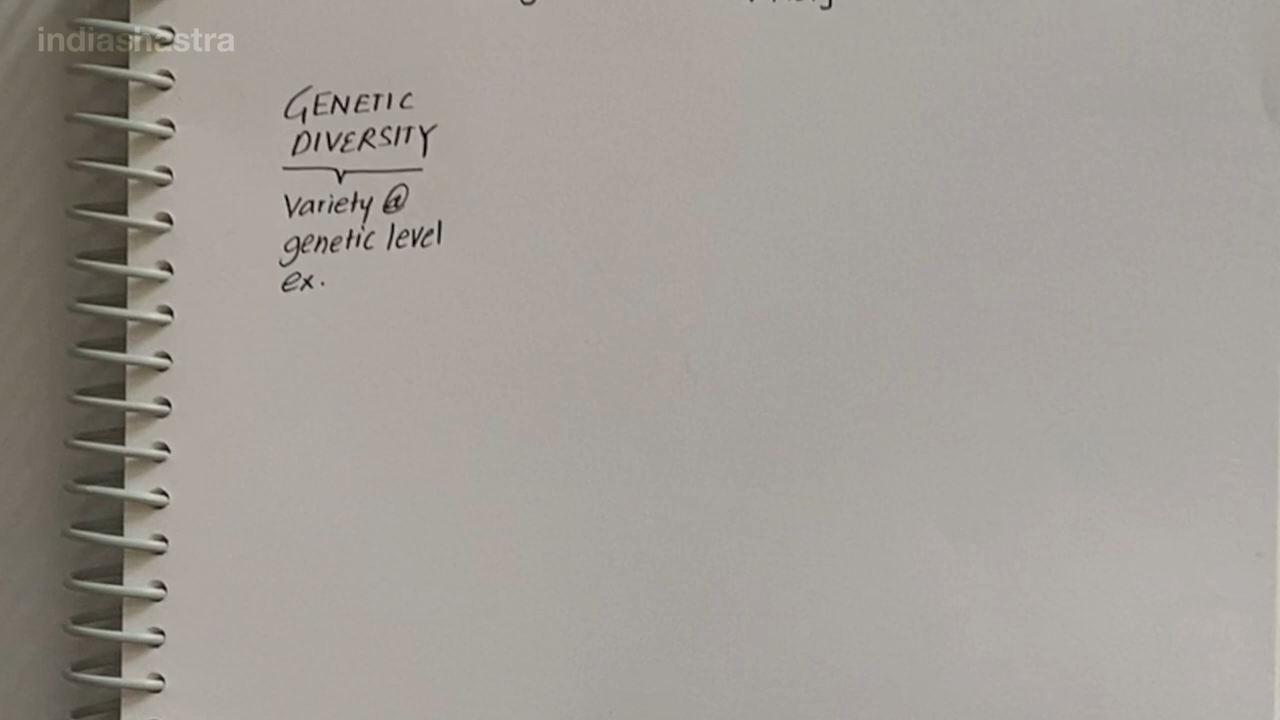 indiashastra
GENETIC
DIVERSITY
Variety @
genetic level
ex.